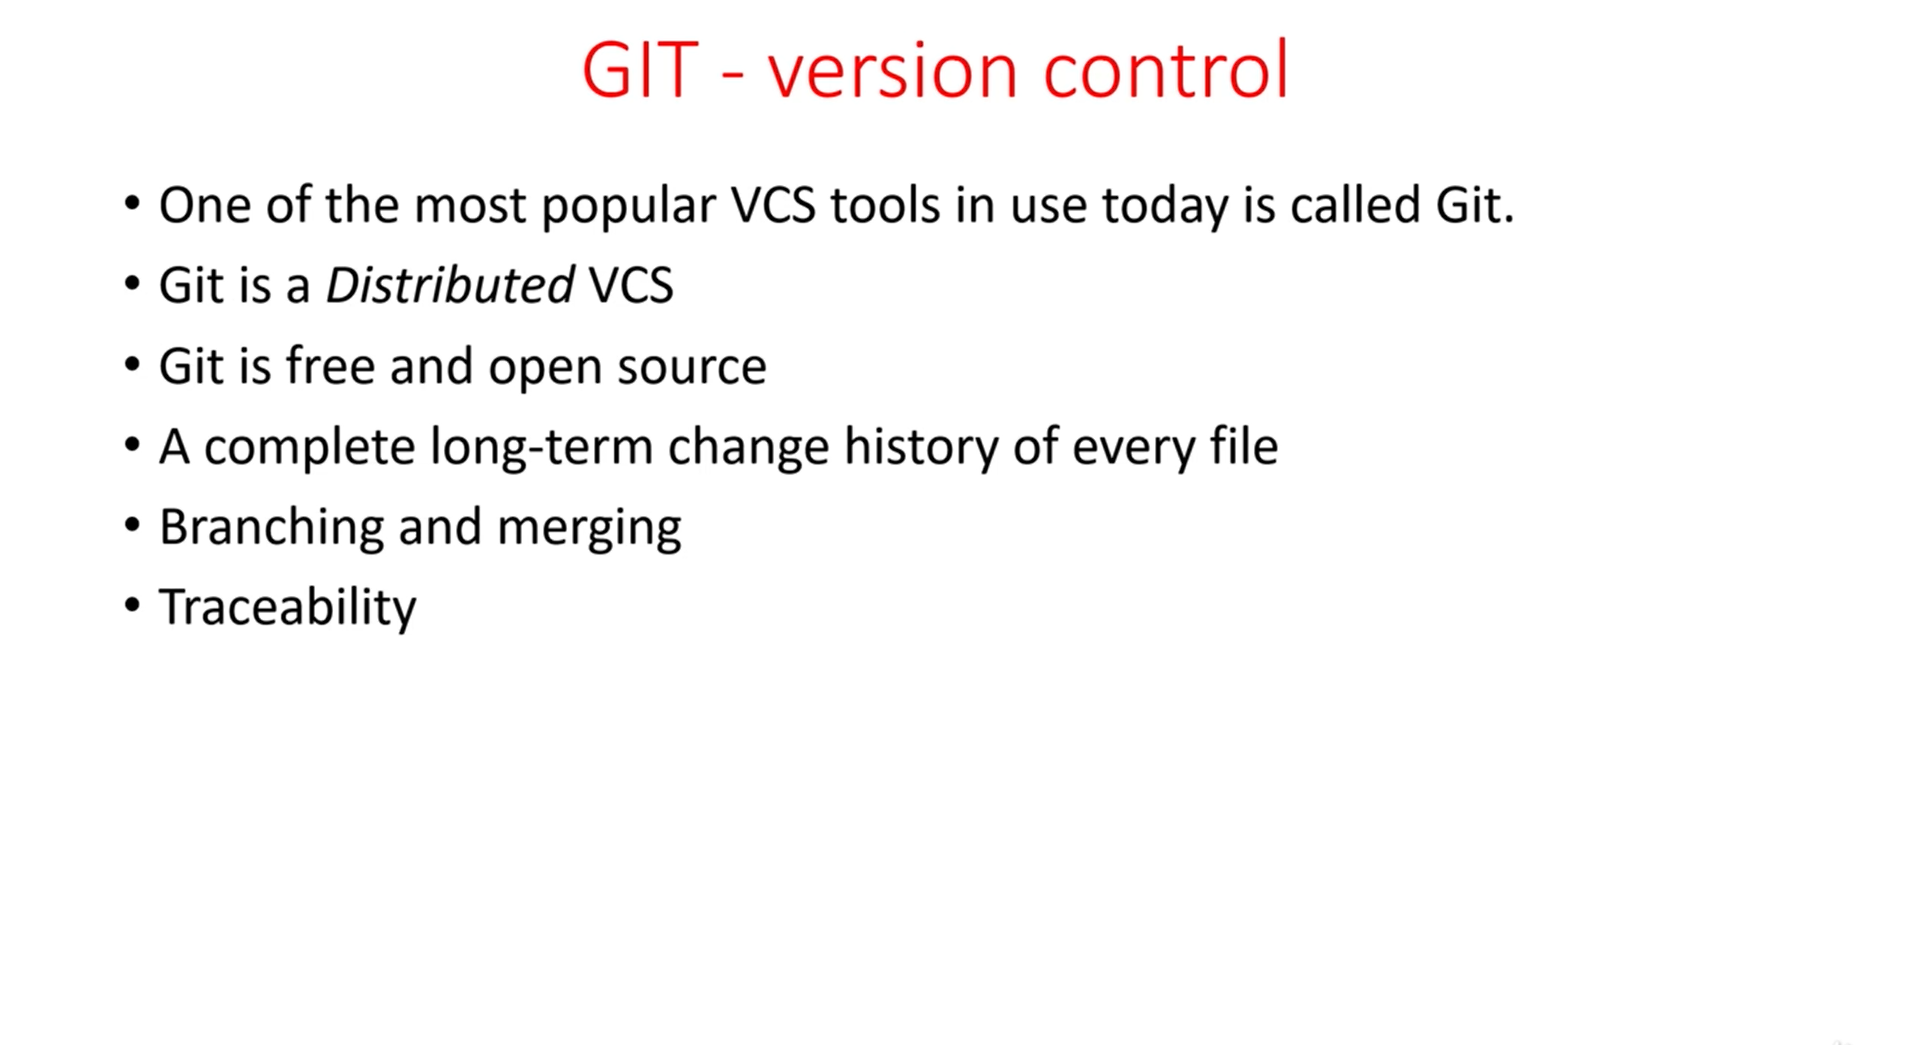 GIT - version control
• One of the most popular VCS tools in use today is called Git.
• Git is a Distributed VCS
• Git is free and open source
• A complete long-term change history of every file
• Branching and merging
• Traceability